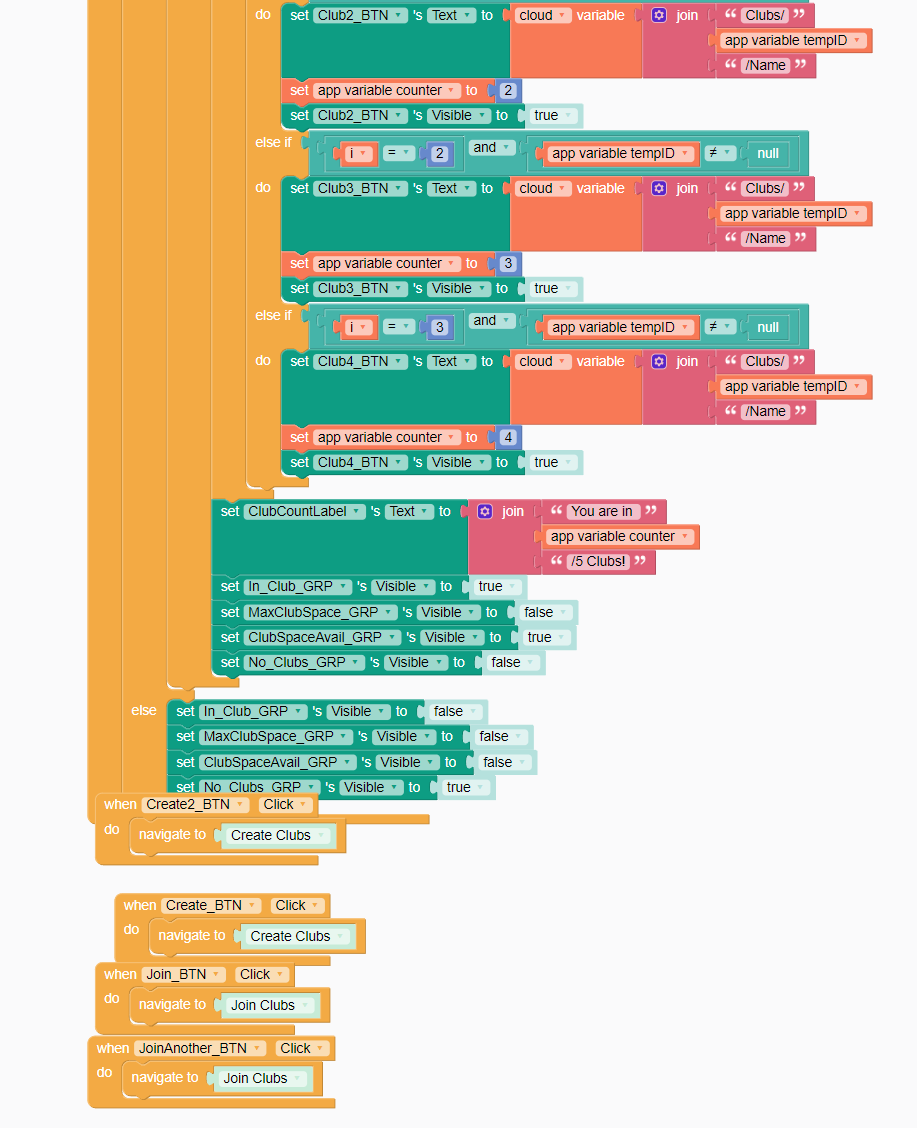 do set Club2_BTN 's Text to cloud variable join “ Clubs/ ”
app variable tempID
“ /Name ”
set app variable counter to 2
set Club2_BTN 's Visible to true
else if i = 2 and app variable tempID ≠ null
do set Club3_BTN 's Text to cloud variable join “ Clubs/ ”
app variable tempID
“ /Name ”
set app variable counter to 3
set Club3_BTN 's Visible to true
else if i = 3 and app variable tempID ≠ null
do set Club4_BTN 's Text to cloud variable join “ Clubs/ ”
app variable tempID
“ /Name ”
set app variable counter to 4
set Club4_BTN 's Visible to true
set ClubCountLabel 's Text to join “ You are in ”
app variable counter
“ /5 Clubs! ”
set In_Club_GRP 's Visible to true
set MaxClubSpace_GRP 's Visible to false
set ClubSpaceAvail_GRP 's Visible to true
set No_Clubs_GRP 's Visible to false
else set In_Club_GRP 's Visible to false
set MaxClubSpace_GRP 's Visible to false
set ClubSpaceAvail_GRP 's Visible to false
set No_Clubs_GRP 's Visible to true
when Create2_BTN Click
do navigate to Create Clubs
when Create_BTN Click
do navigate to Create Clubs
when Join_BTN Click
do navigate to Join Clubs
when JoinAnother_BTN Click
do navigate to Join Clubs